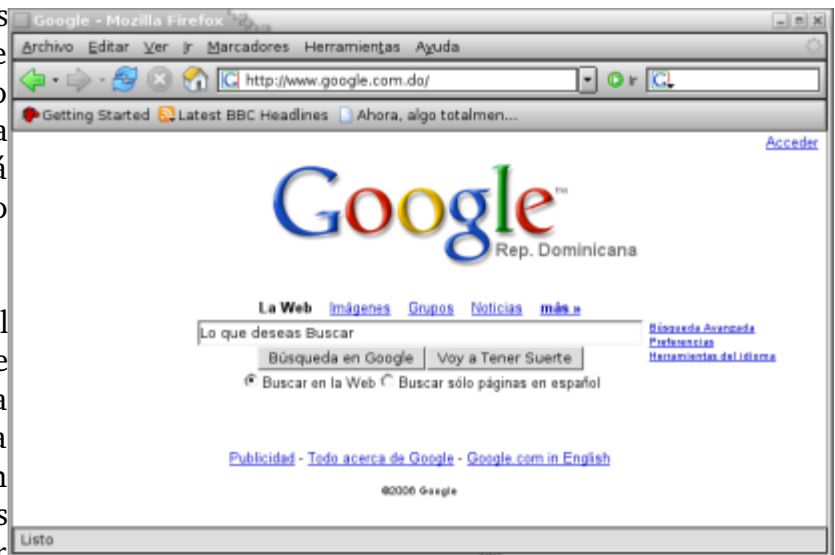 Google - Mozilla Firefox
Archivo Editar Ver Ir Marcadores Herramientas Ayuda
http://www.google.com.do/ Ir
Getting Started Latest BBC Headlines Ahora, algo totalmen...
Acceder
Google™
Rep. Dominicana
La Web Imágenes Grupos Noticias más »
Lo que deseas Buscar
Búsqueda Avanzada
Preferencias
Herramientas del idioma
Búsqueda en Google Voy a Tener Suerte
Buscar en la Web Buscar sólo páginas en español
Publicidad - Todo acerca de Google - Google.com in English
©2006 Google
Listo